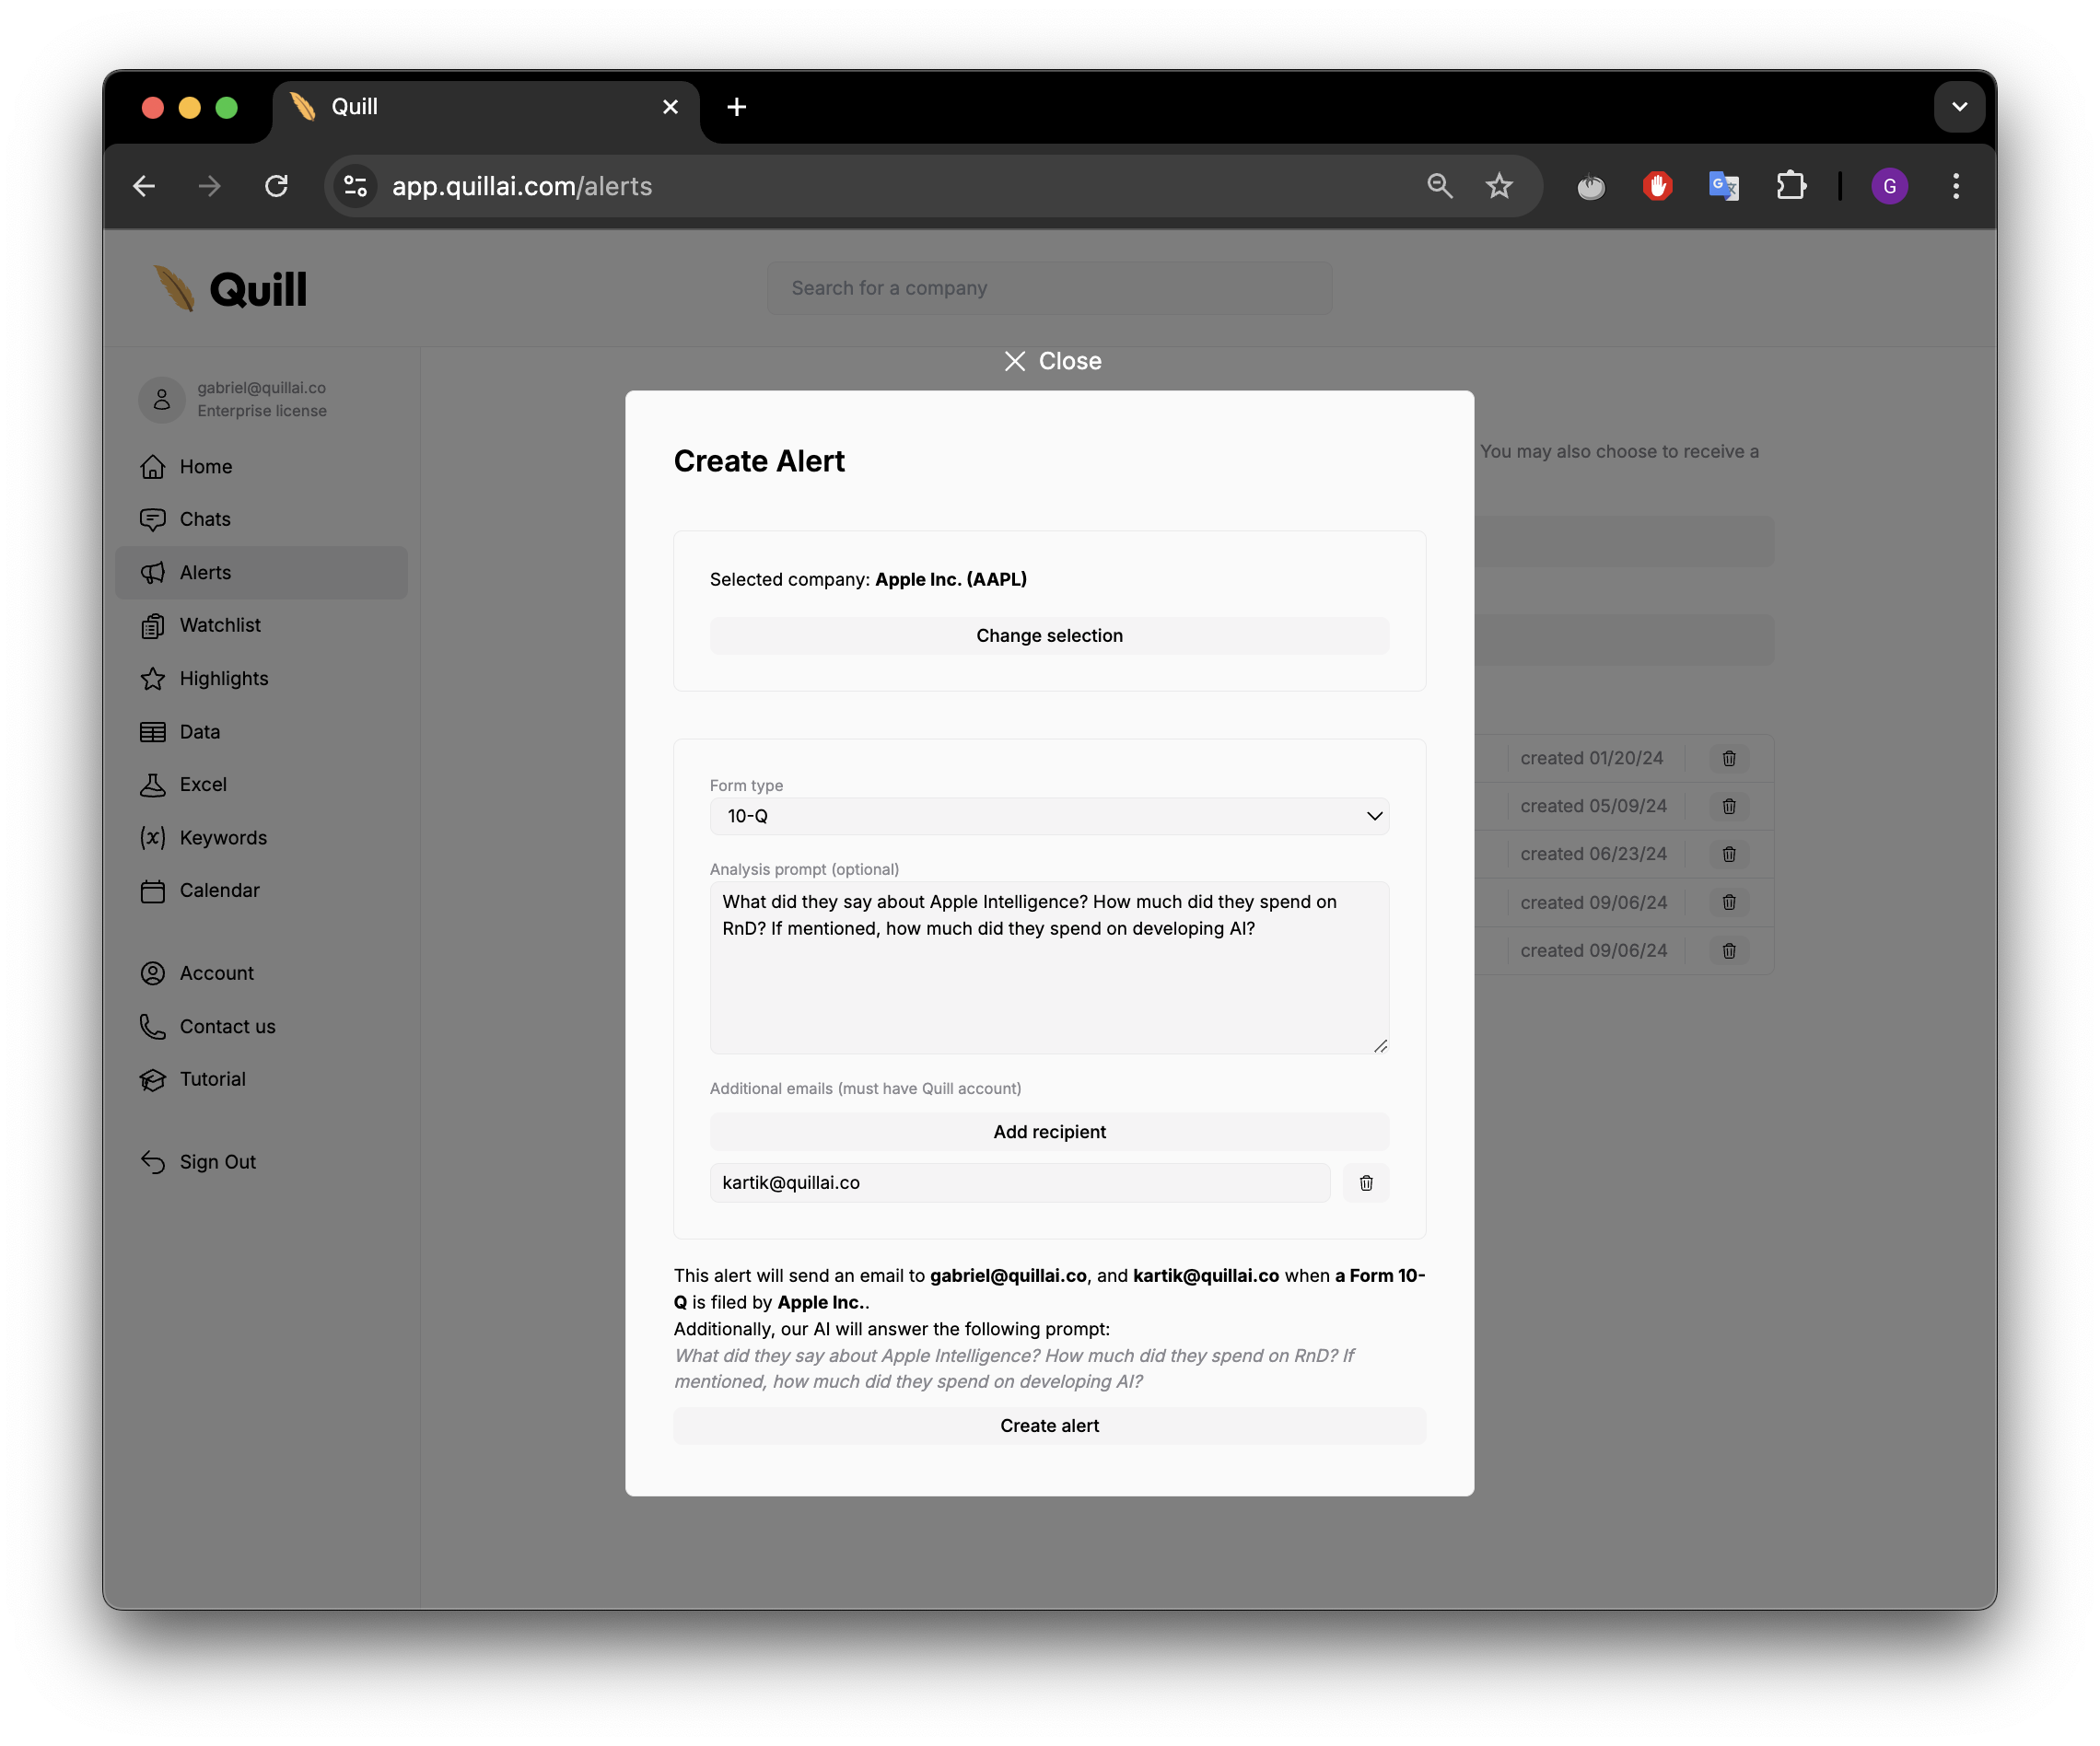 Quill
app.quillai.com/alerts
G
Quill
Search for a company
gabriel@quillai.co
Enterprise license
Home
Chats
Alerts
Watchlist
Highlights
Data
Excel
Keywords
Calendar
Account
Contact us
Tutorial
Sign Out
Close
You may also choose to receive a
Create Alert
Selected company: Apple Inc. (AAPL)
Change selection
Form type
10-Q
Analysis prompt (optional)
What did they say about Apple Intelligence? How much did they spend on
RnD? If mentioned, how much did they spend on developing AI?
Additional emails (must have Quill account)
Add recipient
kartik@quillai.co
This alert will send an email to gabriel@quillai.co, and kartik@quillai.co when a Form 10-
Q is filed by Apple Inc..
Additionally, our AI will answer the following prompt:
What did they say about Apple Intelligence? How much did they spend on RnD? If
mentioned, how much did they spend on developing AI?
Create alert
created 01/20/24
created 05/09/24
created 06/23/24
created 09/06/24
created 09/06/24